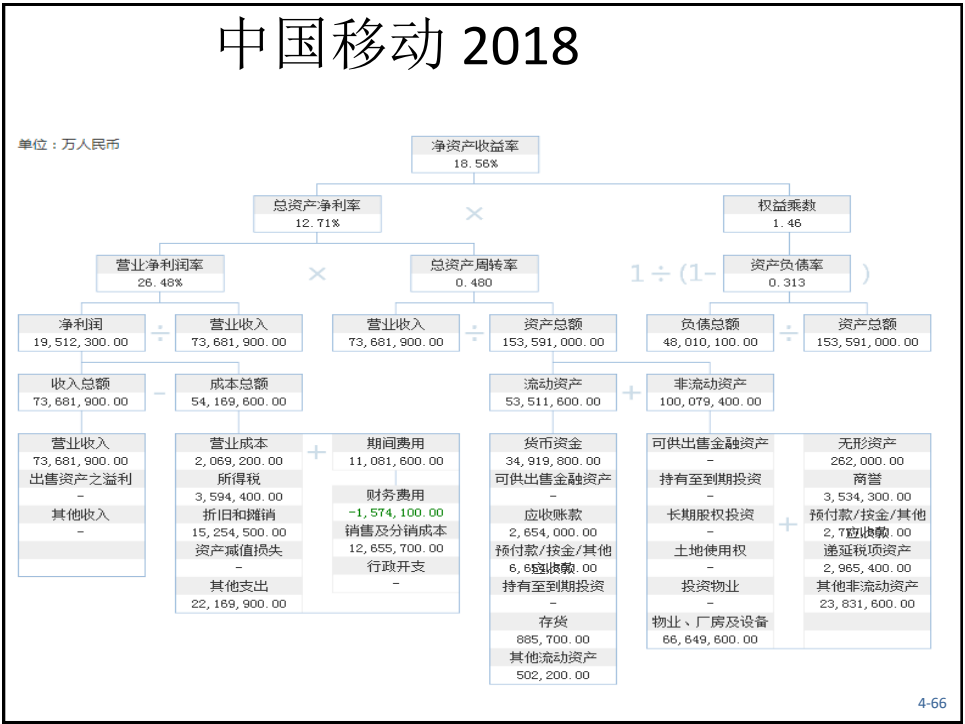 中国移动 2018
单位：万人民币
净资产收益率
18.56%
总资产净利率
12.71%
×
权益乘数
1.46
营业净利润率
26.48%
×
总资产周转率
0.480
1÷(1-
资产负债率
0.313
)
净利润
19,512,300.00
÷
营业收入
73,681,900.00
营业收入
73,681,900.00
÷
资产总额
153,591,000.00
负债总额
48,010,100.00
÷
资产总额
153,591,000.00
收入总额
73,681,900.00
-
成本总额
54,169,600.00
流动资产
53,511,600.00
+
非流动资产
100,079,400.00
营业收入
73,681,900.00
出售资产之溢利
-
其他收入
-
营业成本
2,069,200.00
所得税
3,594,400.00
折旧和摊销
15,254,500.00
资产减值损失
-
其他支出
22,169,900.00
+
期间费用
11,081,600.00
财务费用
-1,574,100.00
销售及分销成本
12,655,700.00
行政开支
-
货币资金
34,919,800.00
可供出售金融资产
-
应收账款
2,654,000.00
预付款/按金/其他
应收款
持有至到期投资
-
存货
885,700.00
其他流动资产
502,200.00
可供出售金融资产
-
持有至到期投资
-
长期股权投资
-
土地使用权
-
投资物业
-
物业、厂房及设备
66,649,600.00
+
无形资产
262,000.00
商誉
3,534,300.00
预付款/按金/其他
应收款
递延税项资产
2,965,400.00
其他非流动资产
23,831,600.00
4-66